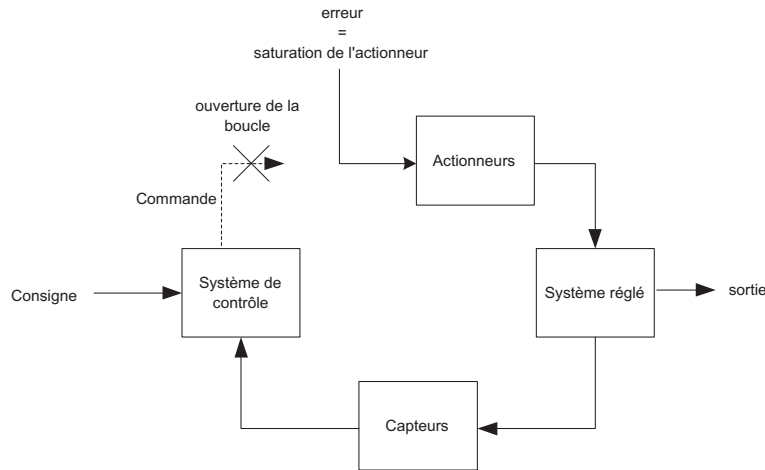 erreur
=
saturation de l'actionneur
ouverture de la
boucle
Actionneurs
Commande
Système de
contrôle
Consigne
Système réglé
sortie
Capteurs